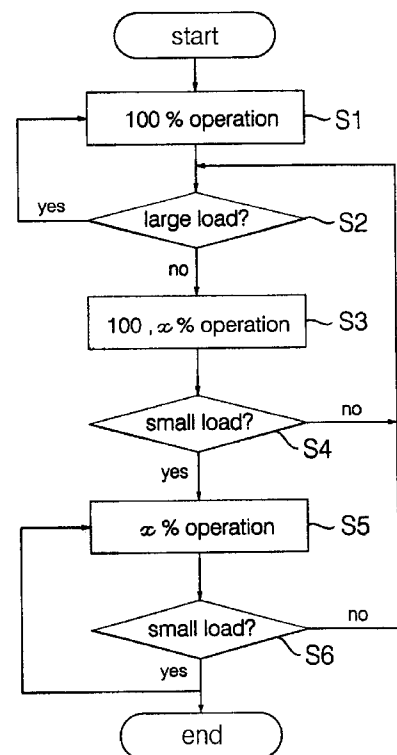 start
100 % operation
S1
yes
large load?
S2
no
100 , x % operation
S3
small load?
no
S4
yes
x % operation
S5
small load?
no
S6
yes
end